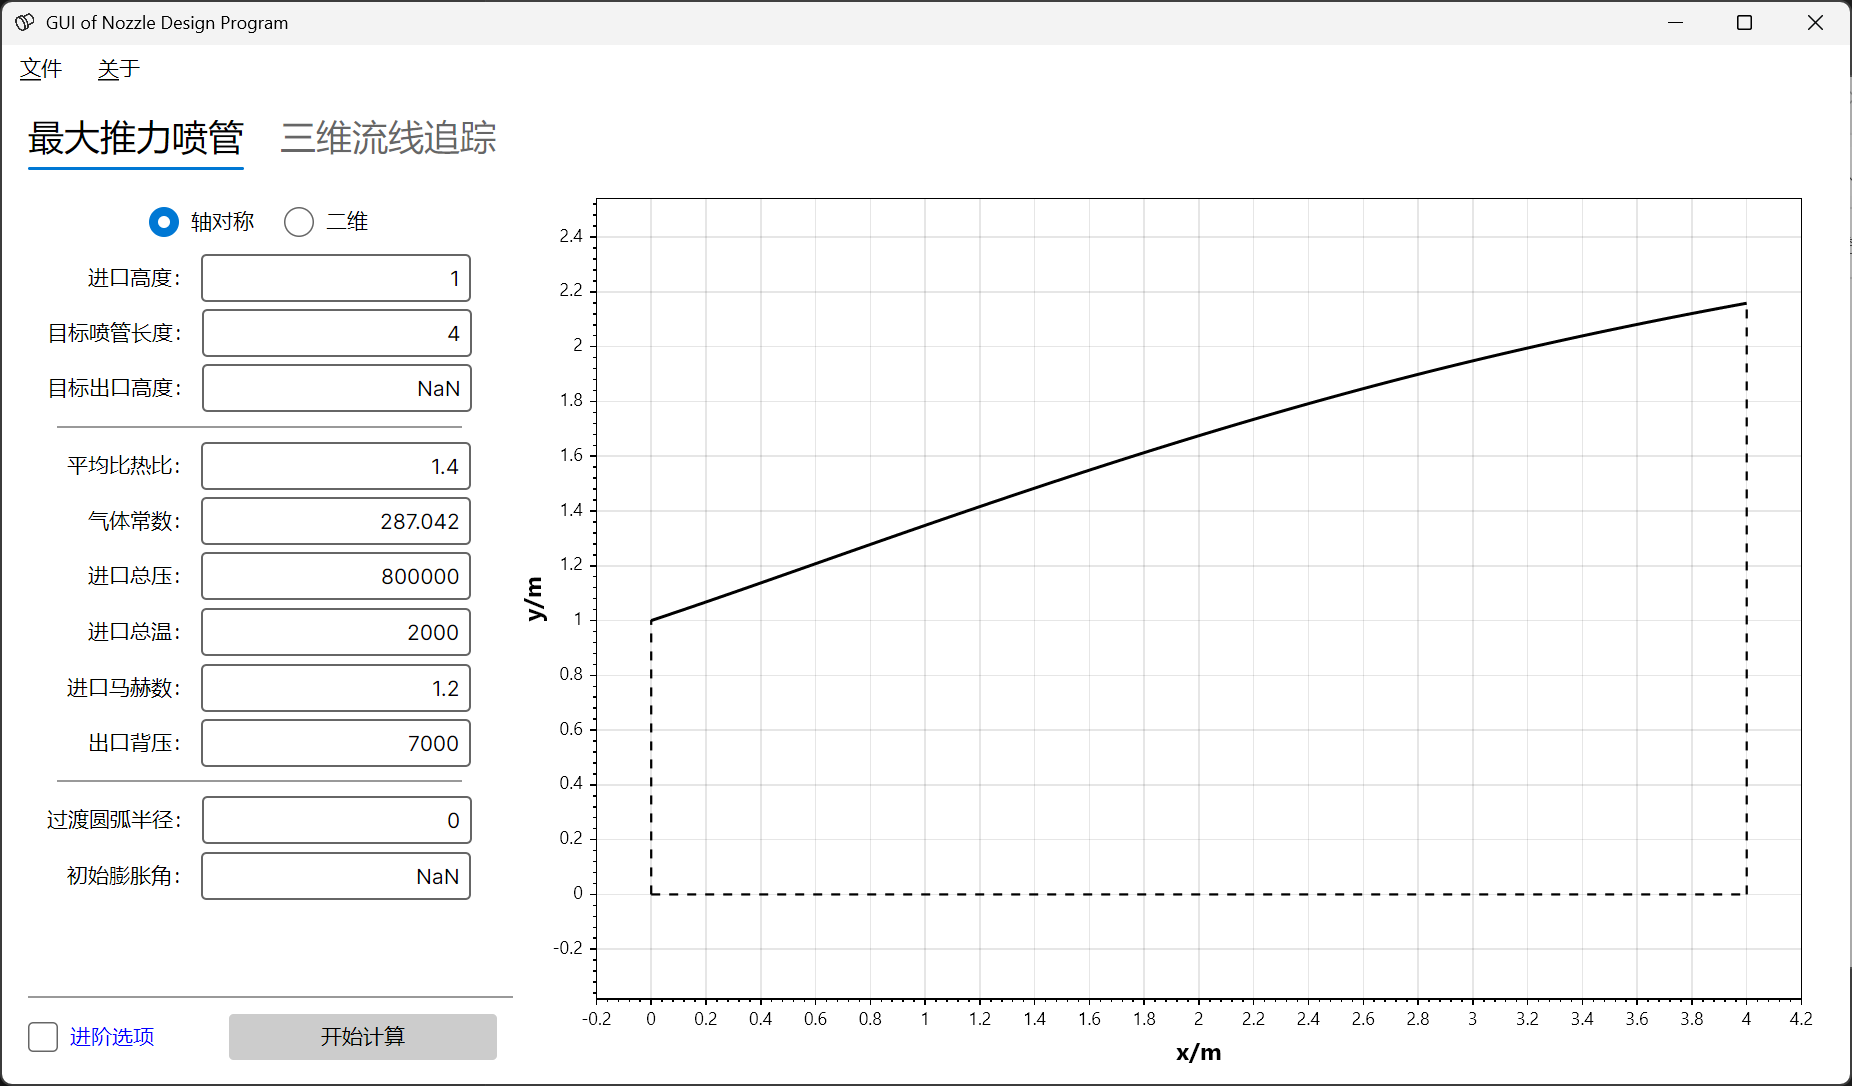 GUI of Nozzle Design Program
文件 关于
最大推力喷管 三维流线追踪
轴对称 二维
进口高度: 1
目标喷管长度: 4
目标出口高度: NaN
平均比热比: 1.4
气体常数: 287.042
进口总压: 800000
进口总温: 2000
进口马赫数: 1.2
出口背压: 7000
过渡圆弧半径: 0
初始膨胀角: NaN
进阶选项 开始计算
y/m
2.4
2.2
2
1.8
1.6
1.4
1.2
1
0.8
0.6
0.4
0.2
0
-0.2
-0.2 0 0.2 0.4 0.6 0.8 1 1.2 1.4 1.6 1.8 2 2.2 2.4 2.6 2.8 3 3.2 3.4 3.6 3.8 4 4.2
x/m